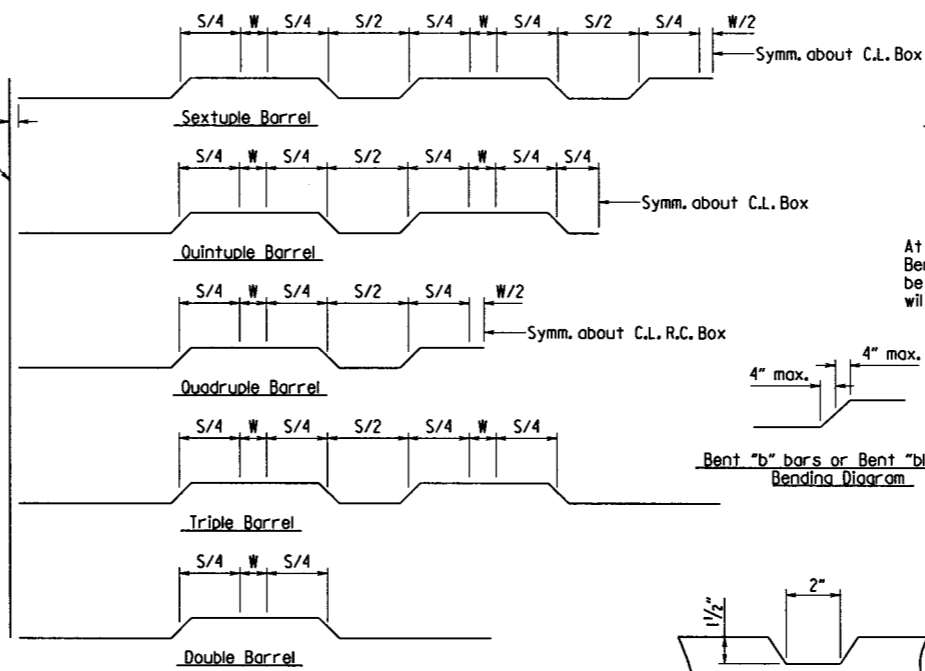 S/4 W S/4 S/2 S/4 W S/4 S/2 S/4 W/2
Symm. about C.L. Box
Sextuple Barrel
S/4 W S/4 S/2 S/4 W S/4 S/4
Symm. about C.L. Box
Quintuple Barrel
S/4 W S/4 S/2 S/4 W/2
Symm. about C.L. R.C. Box
Quadruple Barrel
S/4 W S/4 S/2 S/4 W S/4
Triple Barrel
S/4 W S/4
Double Barrel
At
be
wil
4" max.
4" max.
Bent "b" bars or Bent
Bending Diagram
2"
1½"